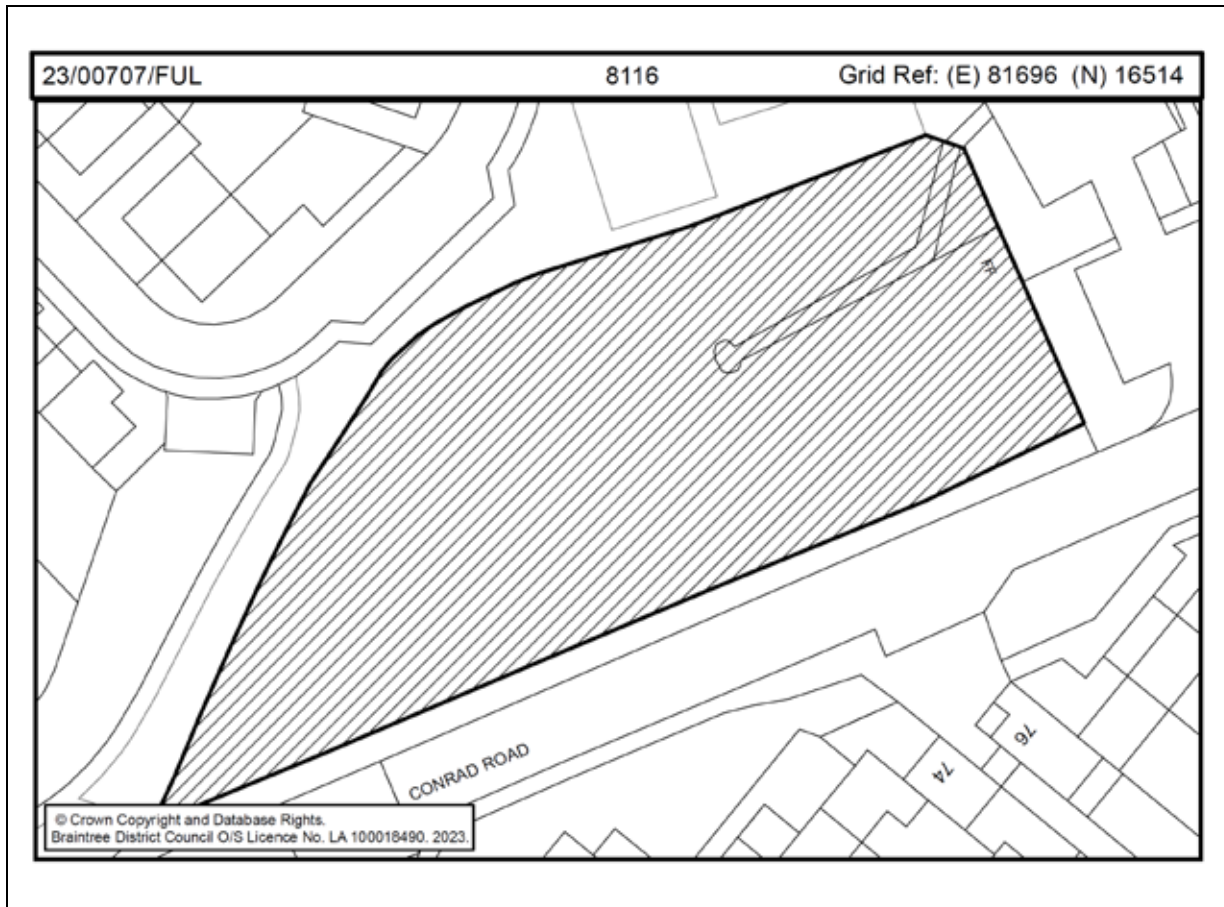 23/00707/FUL 8116 Grid Ref: (E) 81696 (N) 16514
FF
CONRAD ROAD
76
74
© Crown Copyright and Database Rights.
Braintree District Council O/S Licence No. LA 100018490. 2023.